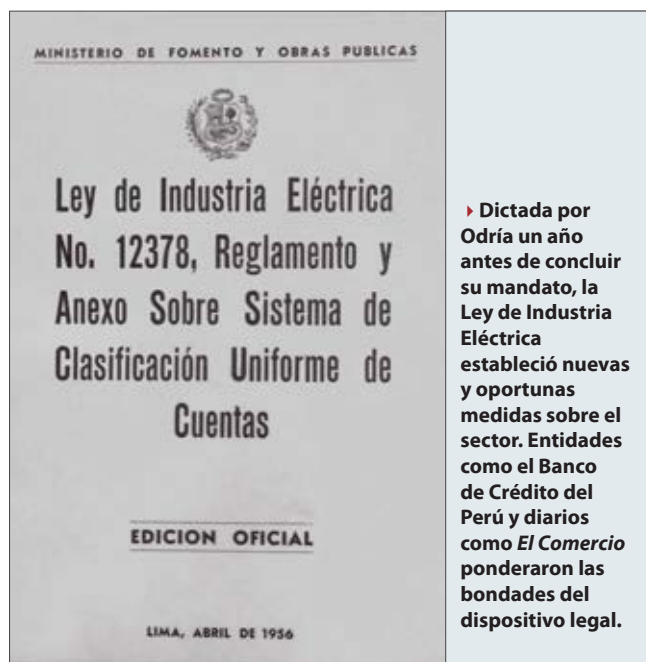 MINISTERIO DE FOMENTO Y OBRAS PUBLICAS
Ley de Industria Eléctrica
No. 12378, Reglamento y
Anexo Sobre Sistema de
Clasificación Uniforme de
Cuentas
EDICION OFICIAL
LIMA, ABRIL DE 1956
Dictada por
Odría un año
antes de concluir
su mandato, la
Ley de Industria
Eléctrica
estableció nuevas
y oportunas
medidas sobre el
sector. Entidades
como el Banco
de Crédito del
Perú y diarios
como El Comercio
ponderaron las
bondades del
dispositivo legal.